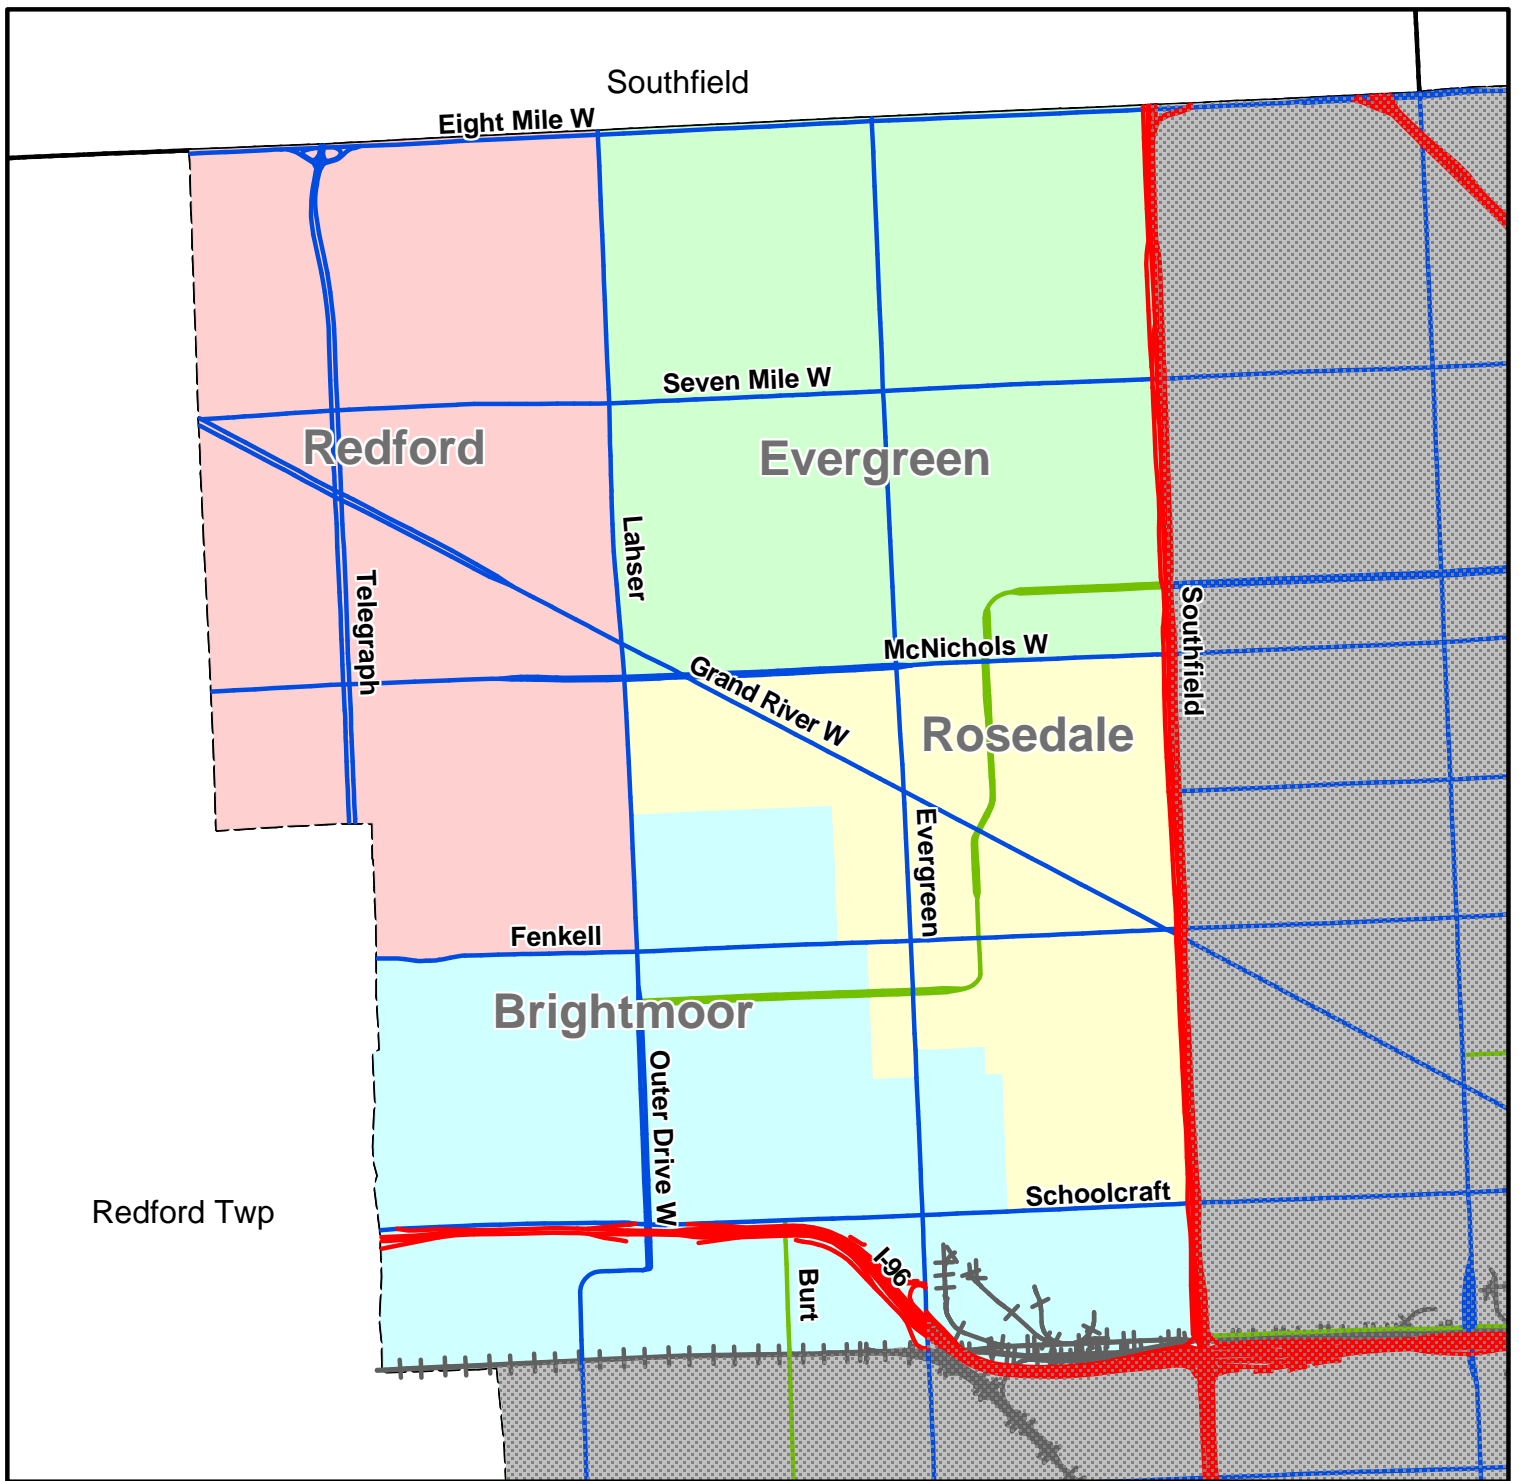 Southfield
Eight Mile W
Seven Mile W
Redford
Evergreen
Lahser
Telegraph
Southfield
McNichols W
Grand River W
Rosedale
Evergreen
Fenkell
Brightmoor
Outer Drive W
Schoolcraft
Redford Twp
I-96
Burt